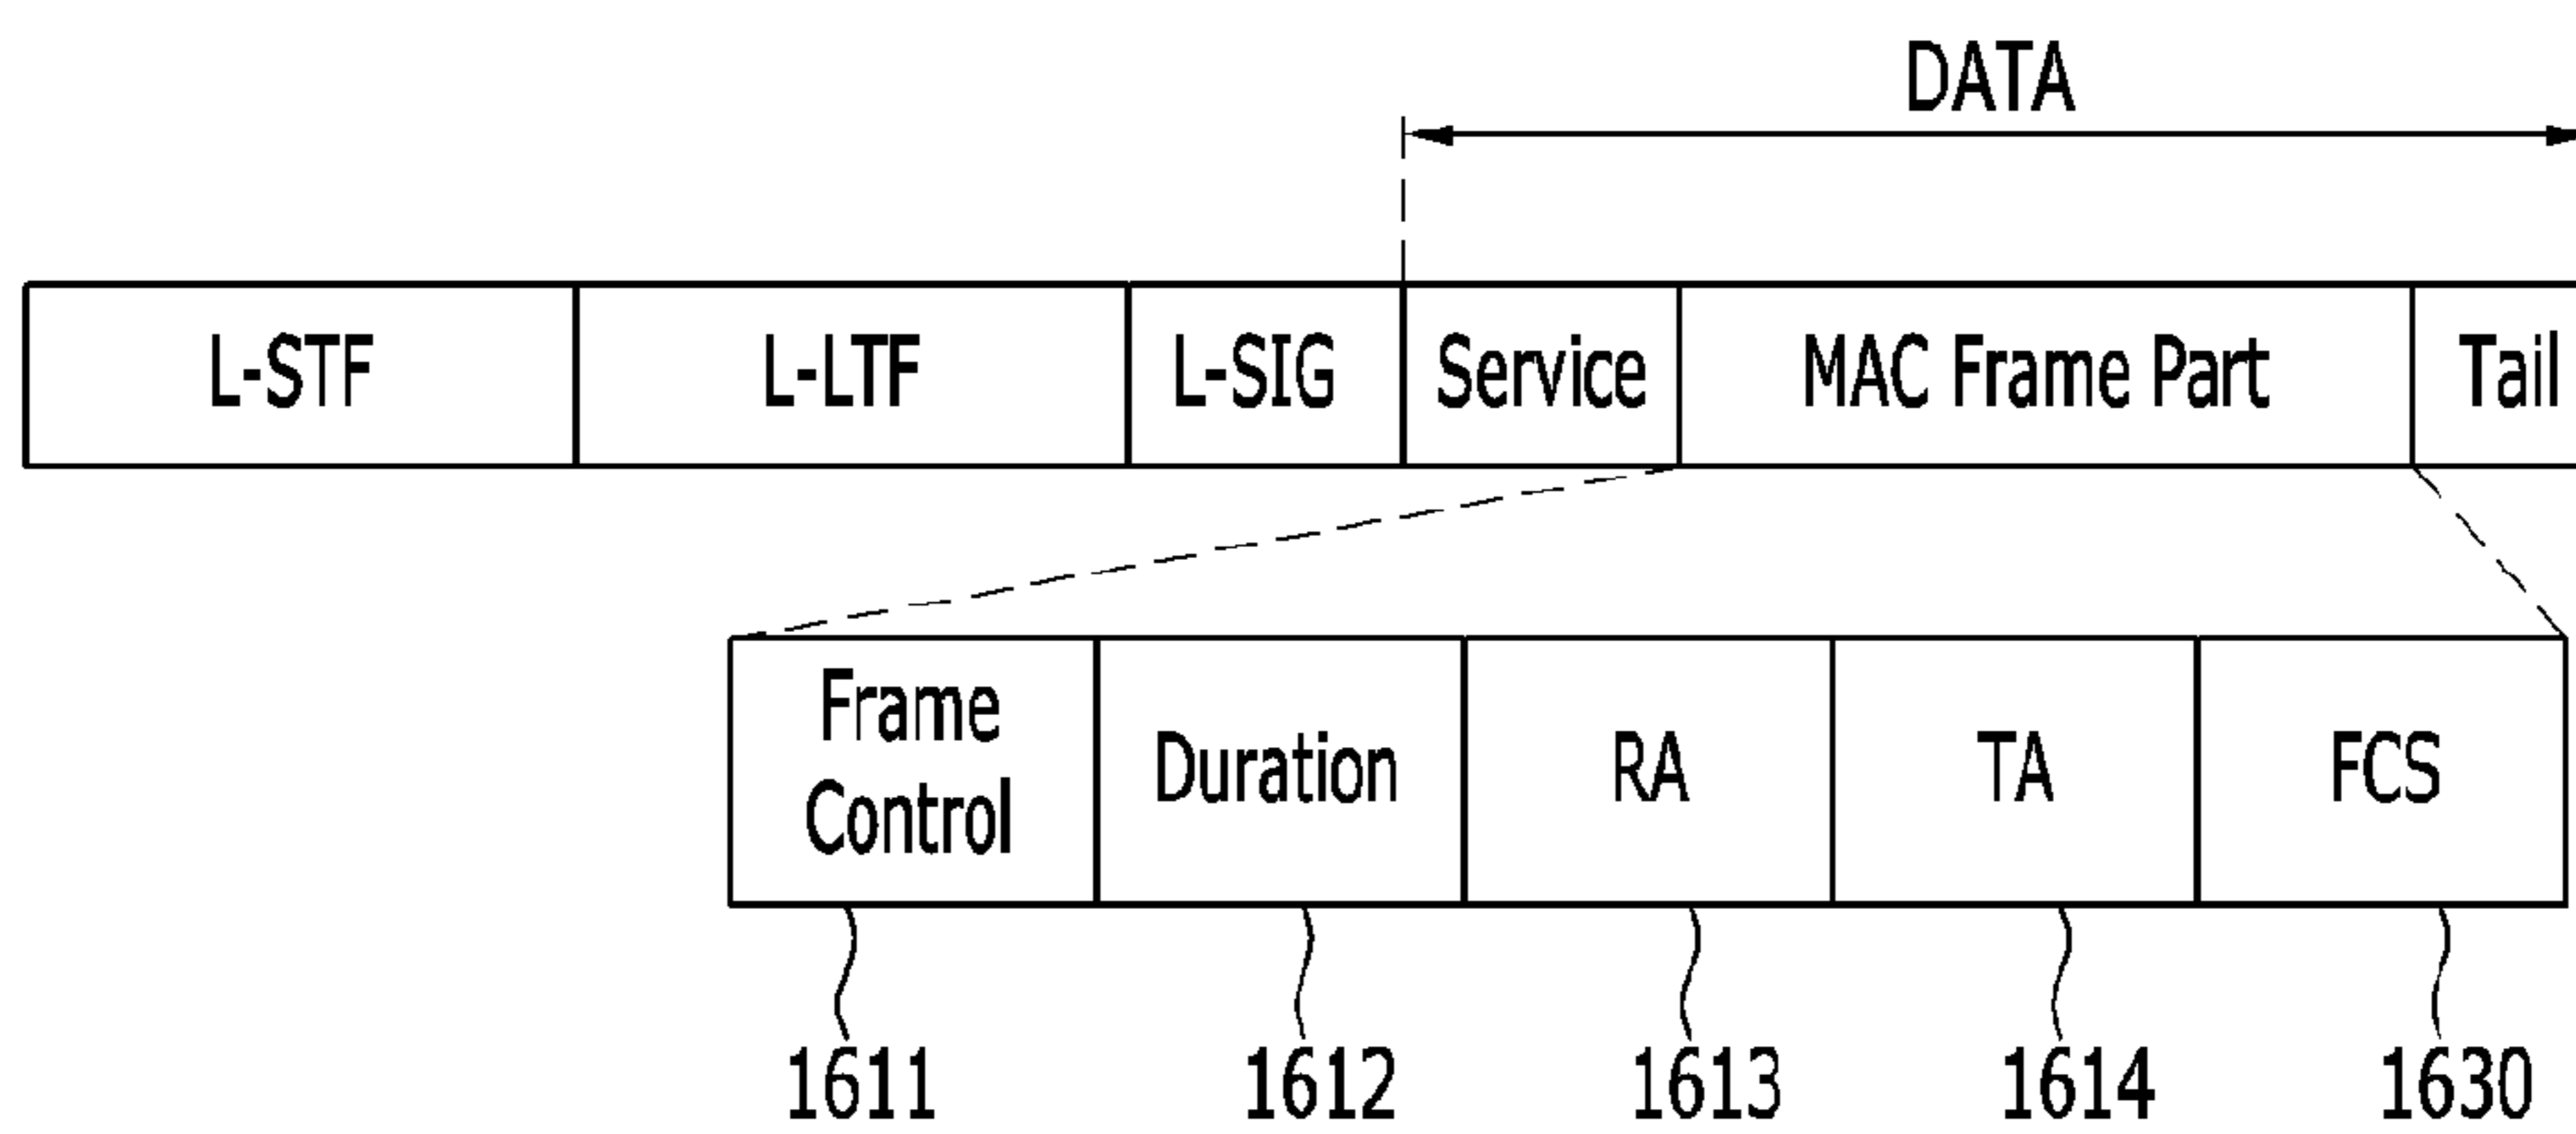 DATA
L-STF L-LTF L-SIG Service MAC Frame Part Tail
Frame
Control
Duration RA TA FCS
1611 1612 1613 1614 1630